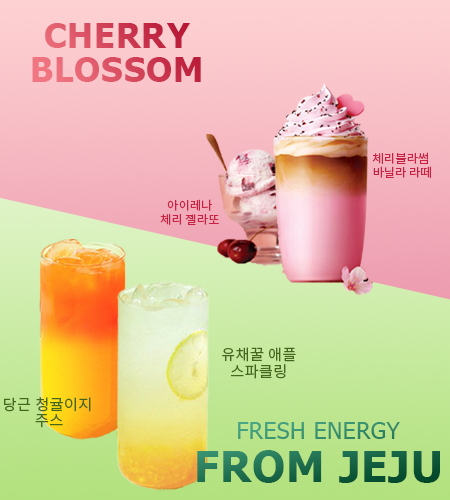 CHERRY
BLOSSOM
체리블라썸
바닐라 라떼
아이레나
체리 젤라또
유채꿀 애플
스파클링
당근 청귤이지
주스
FRESH ENERGY
FROM JEJU